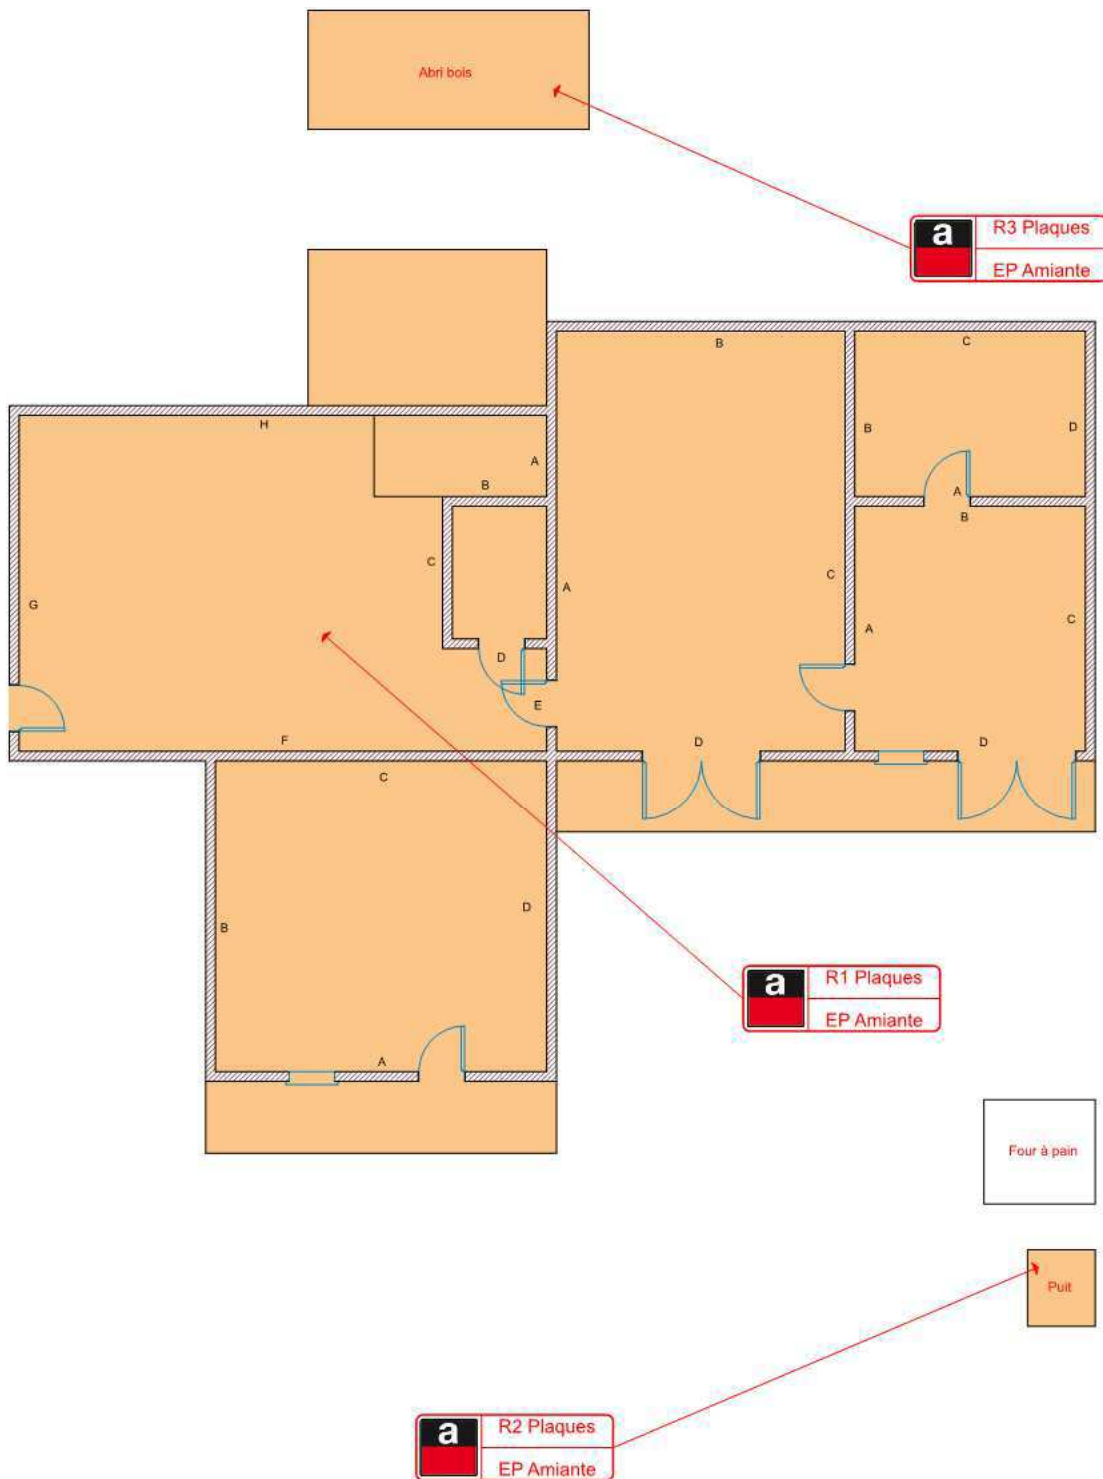 Abri bois
a
R3 Plaques
EP Amiante
B
C
H
A
B
D
B
A
B
C
C
A
G
A
C
D
E
F
D
D
C
D
B
a
R1 Plaques
EP Amiante
A
Four à pain
Puit
a
R2 Plaques
EP Amiante